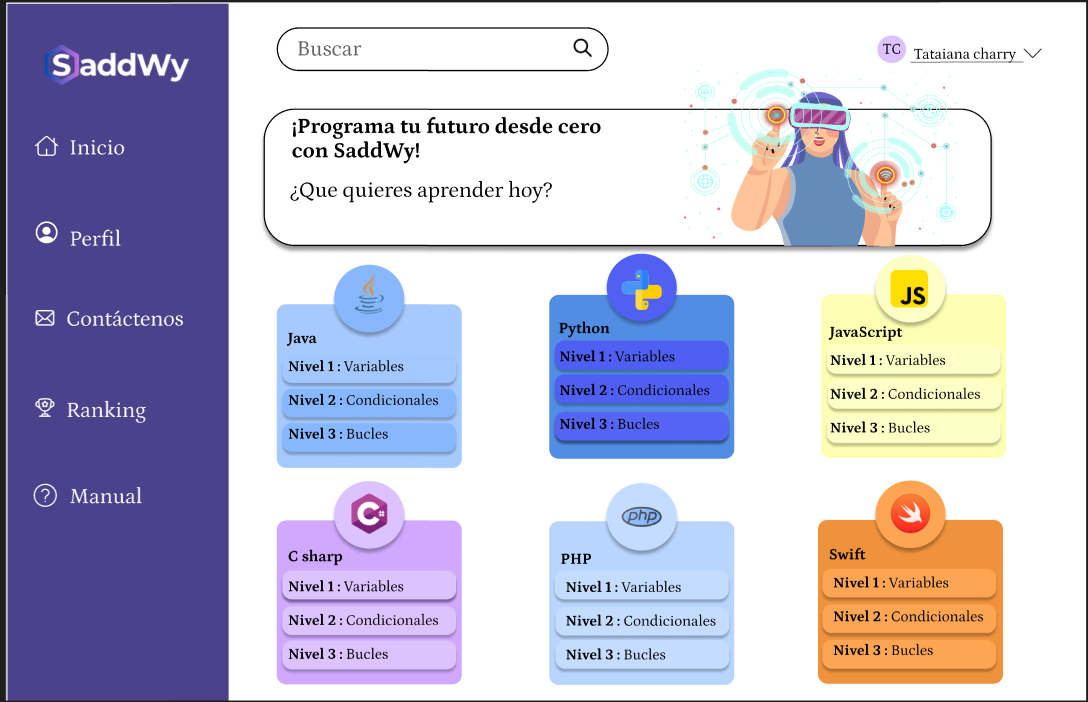 SaddWy
Inicio
Perfil
Contáctenos
Ranking
Manual
Buscar
TC Tataiana charry
¡Programa tu futuro desde cero
con SaddWy!
¿Que quieres aprender hoy?
Java
Nivel 1 : Variables
Nivel 2 : Condicionales
Nivel 3 : Bucles
Python
Nivel 1 : Variables
Nivel 2 : Condicionales
Nivel 3 : Bucles
JS
JavaScript
Nivel 1 : Variables
Nivel 2 : Condicionales
Nivel 3 : Bucles
C#
C sharp
Nivel 1 : Variables
Nivel 2 : Condicionales
Nivel 3 : Bucles
php
PHP
Nivel 1 : Variables
Nivel 2 : Condicionales
Nivel 3 : Bucles
Swift
Nivel 1 : Variables
Nivel 2 : Condicionales
Nivel 3 : Bucles